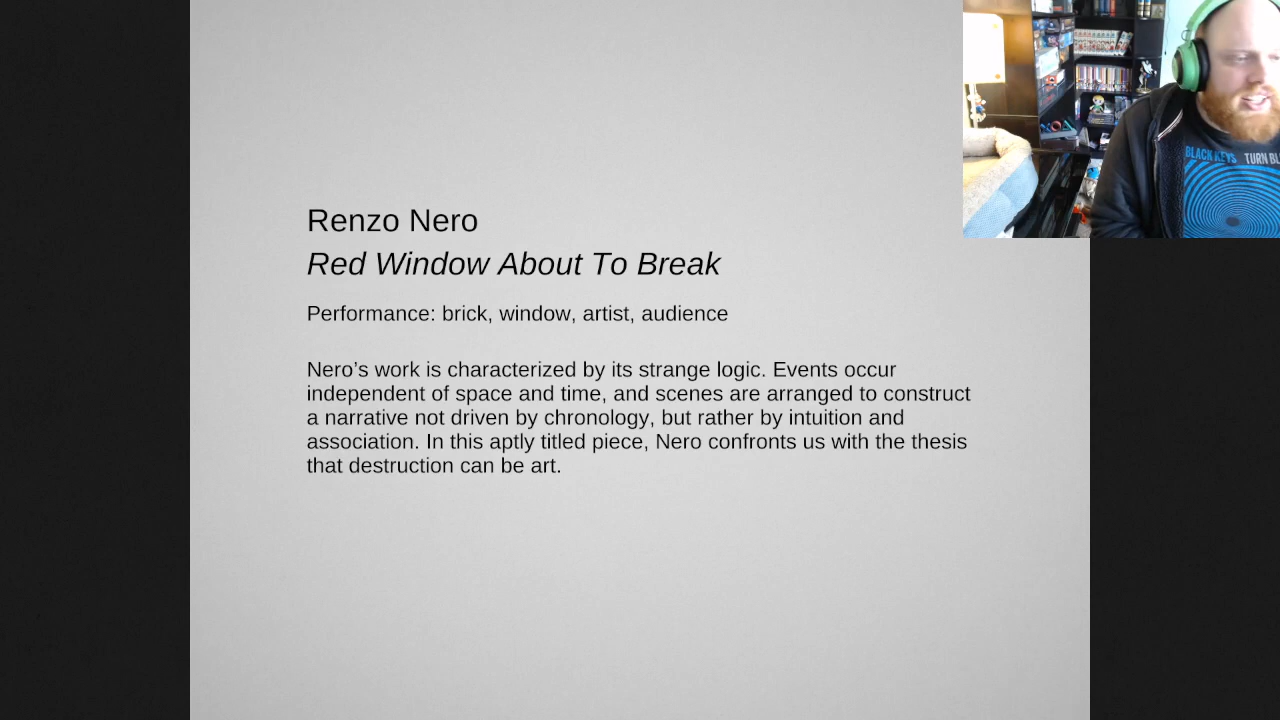 Renzo Nero
Red Window About To Break
Performance: brick, window, artist, audience
Nero’s work is characterized by its strange logic. Events occur
independent of space and time, and scenes are arranged to construct
a narrative not driven by chronology, but rather by intuition and
association. In this aptly titled piece, Nero confronts us with the thesis
that destruction can be art.
BLACK KEYS TURN BL